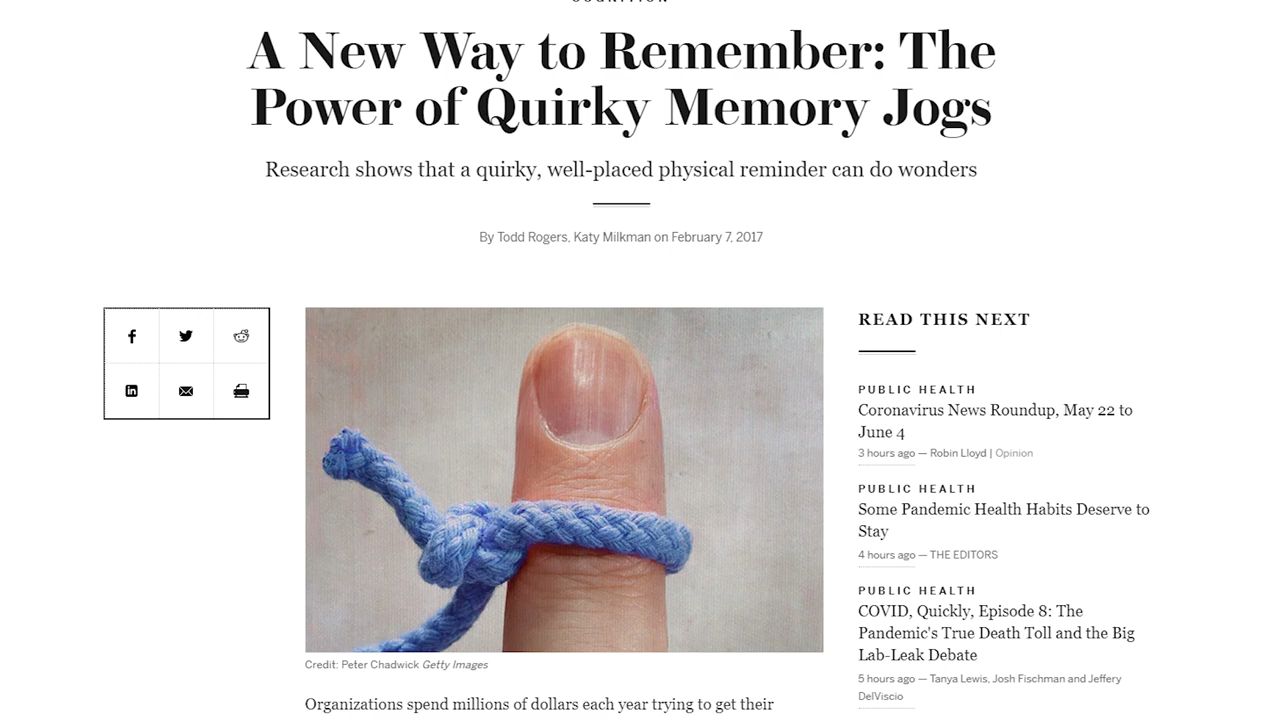 A New Way to Remember: The
Power of Quirky Memory Jogs
Research shows that a quirky, well-placed physical reminder can do wonders
By Todd Rogers, Katy Milkman on February 7, 2017
Credit: Peter Chadwick Getty Images
Organizations spend millions of dollars each year trying to get their
READ THIS NEXT
PUBLIC HEALTH
Coronavirus News Roundup, May 22 to
June 4
3 hours ago — Robin Lloyd | Opinion
PUBLIC HEALTH
Some Pandemic Health Habits Deserve to
Stay
4 hours ago — THE EDITORS
PUBLIC HEALTH
COVID, Quickly, Episode 8: The
Pandemic's True Death Toll and the Big
Lab-Leak Debate
5 hours ago — Tanya Lewis, Josh Fischman and Jeffery
DelViscio